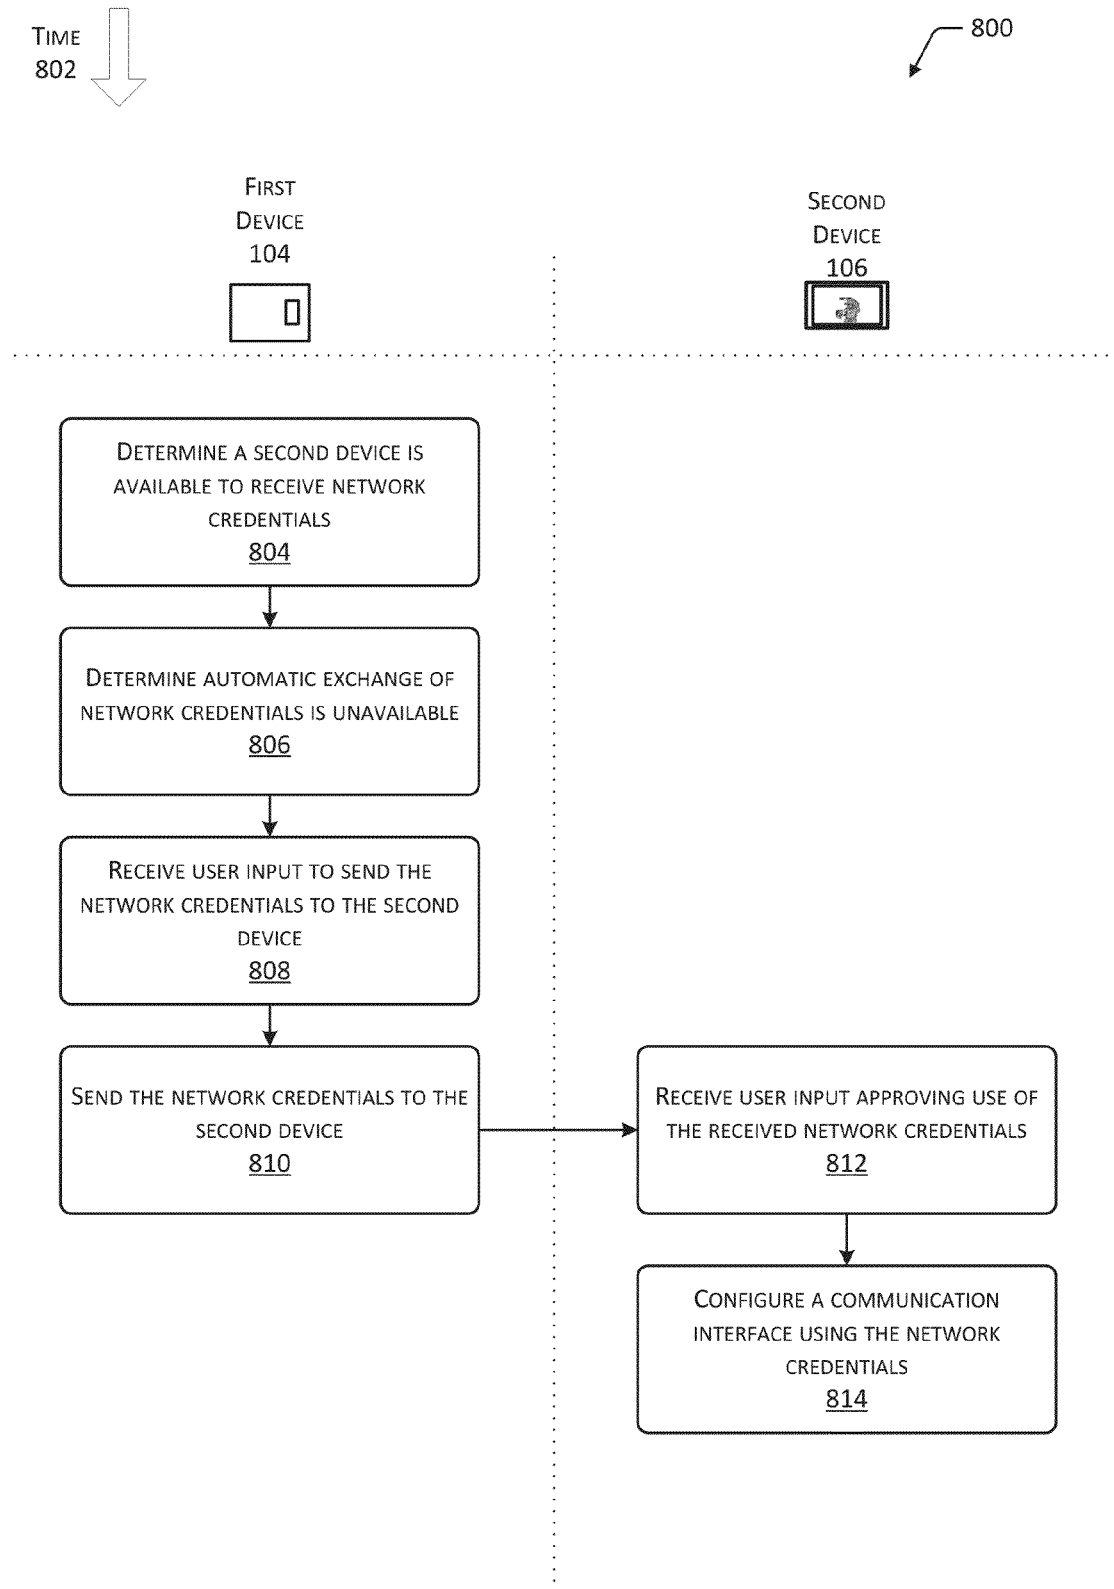 TIME
802
800
FIRST
DEVICE
104
SECOND
DEVICE
106
DETERMINE A SECOND DEVICE IS
AVAILABLE TO RECEIVE NETWORK
CREDENTIALS
804
DETERMINE AUTOMATIC EXCHANGE OF
NETWORK CREDENTIALS IS UNAVAILABLE
806
RECEIVE USER INPUT TO SEND THE
NETWORK CREDENTIALS TO THE SECOND
DEVICE
808
SEND THE NETWORK CREDENTIALS TO THE
SECOND DEVICE
810
RECEIVE USER INPUT APPROVING USE OF
THE RECEIVED NETWORK CREDENTIALS
812
CONFIGURE A COMMUNICATION
INTERFACE USING THE NETWORK
CREDENTIALS
814